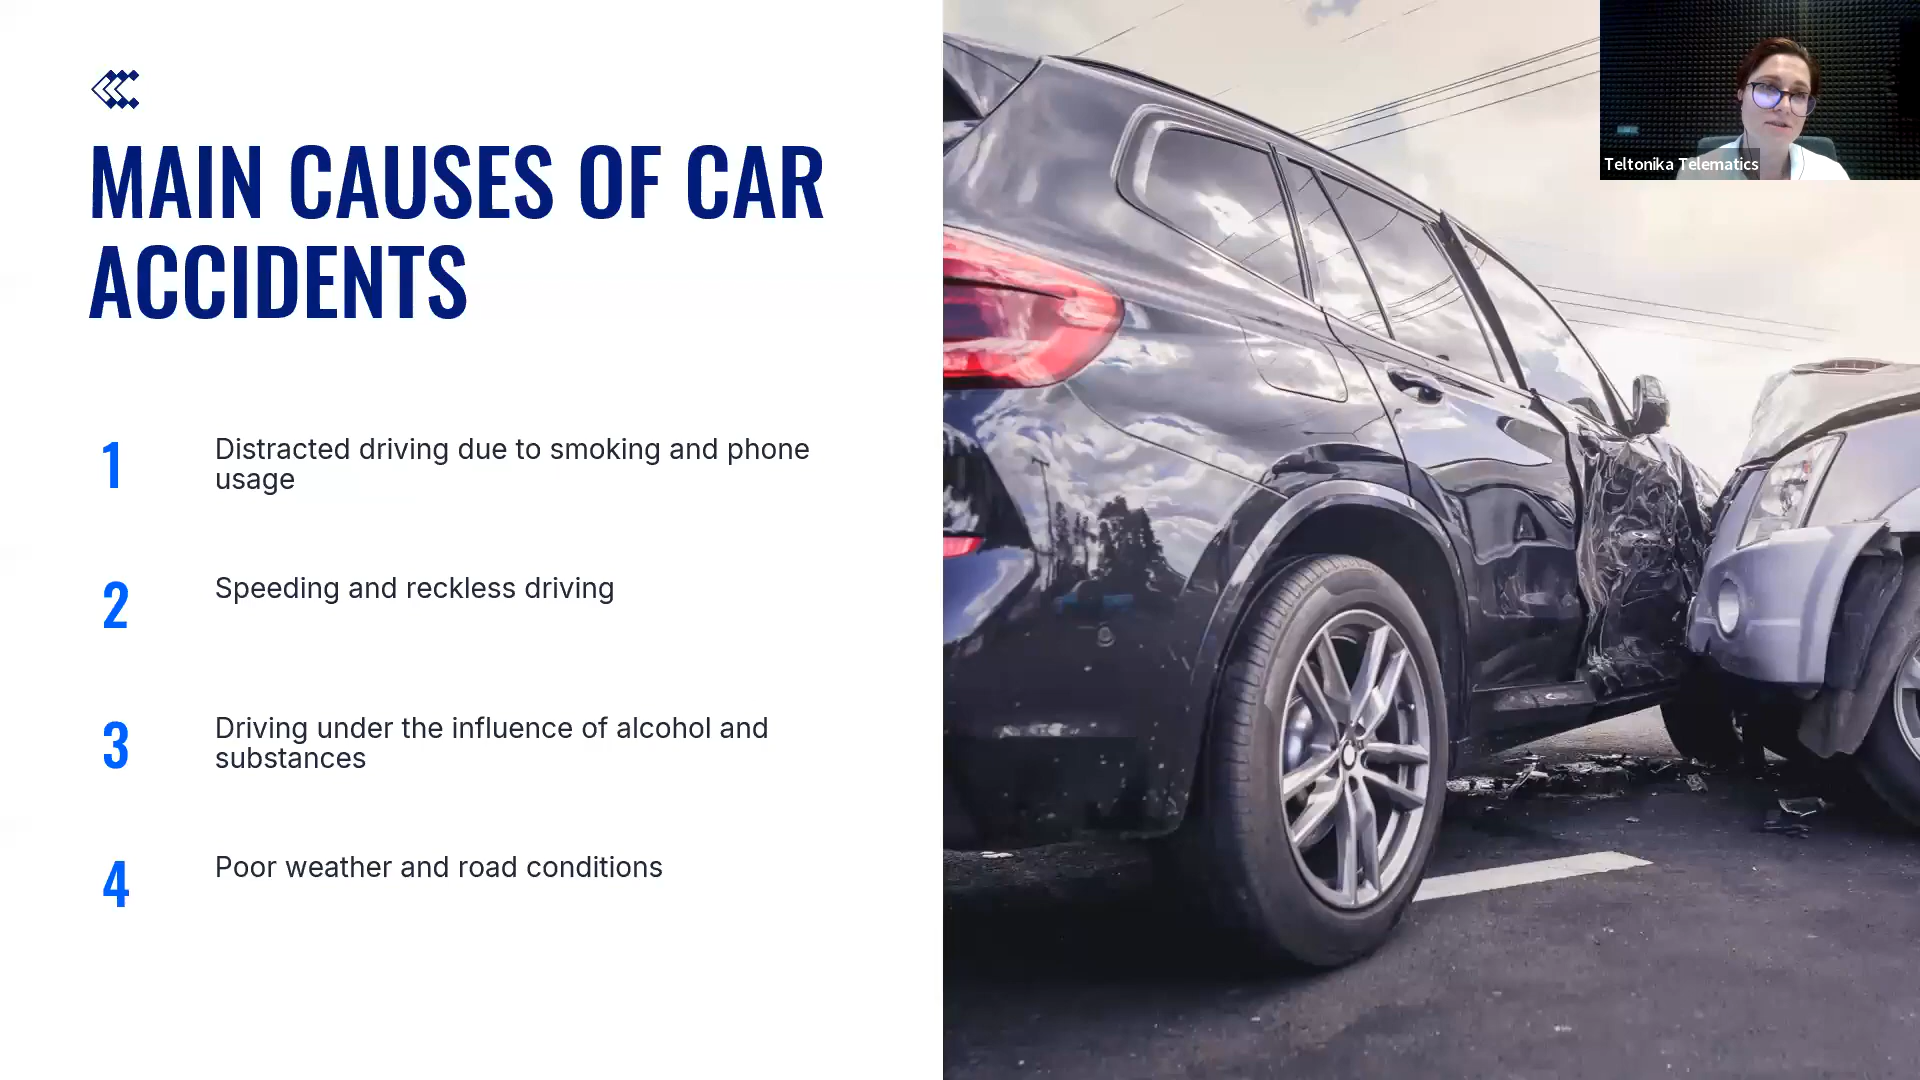 MAIN CAUSES OF CAR
ACCIDENTS
1
Distracted driving due to smoking and phone
usage
2
Speeding and reckless driving
3
Driving under the influence of alcohol and
substances
4
Poor weather and road conditions
Teltonika Telematics